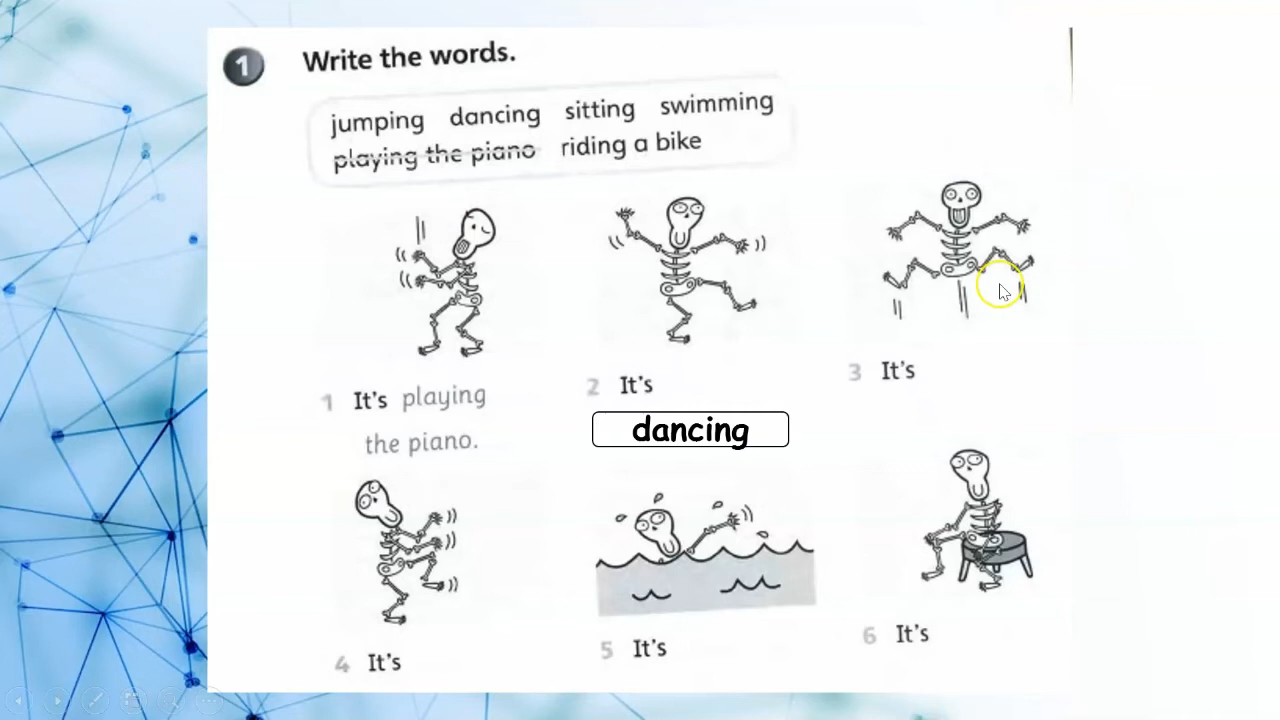 1 Write the words.
jumping dancing sitting swimming
playing the piano riding a bike
1 It's playing
the piano.
2 It's
dancing
3 It's
4 It's
5 It's
6 It's